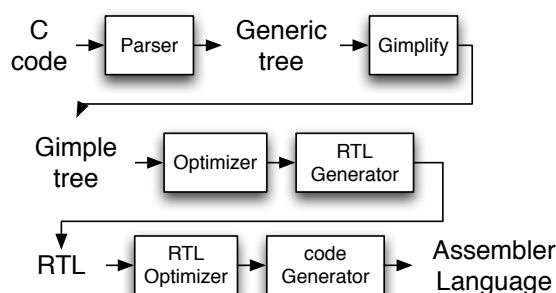 C
code
Parser
Generic
tree
Gimplify
Gimple
tree
Optimizer
RTL
Generator
RTL
RTL
Optimizer
code
Generator
Assembler
Language